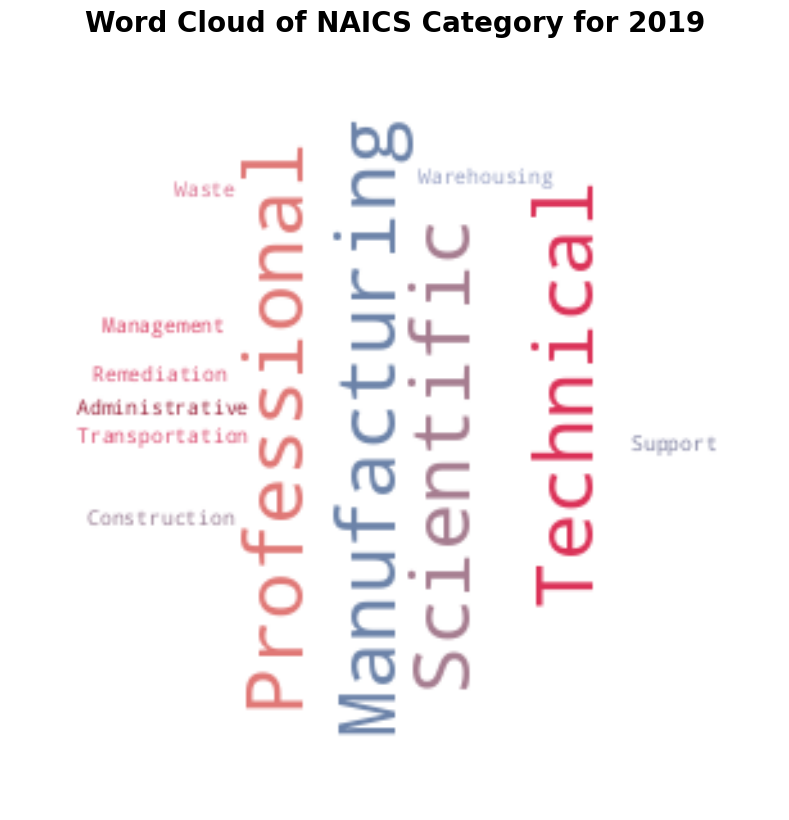 Word Cloud of NAICS Category for 2019
Waste
Management
Remediation
Administrative
Transportation
Construction
Professional
Manufacturing
Scientific
Warehousing
Technical
Support